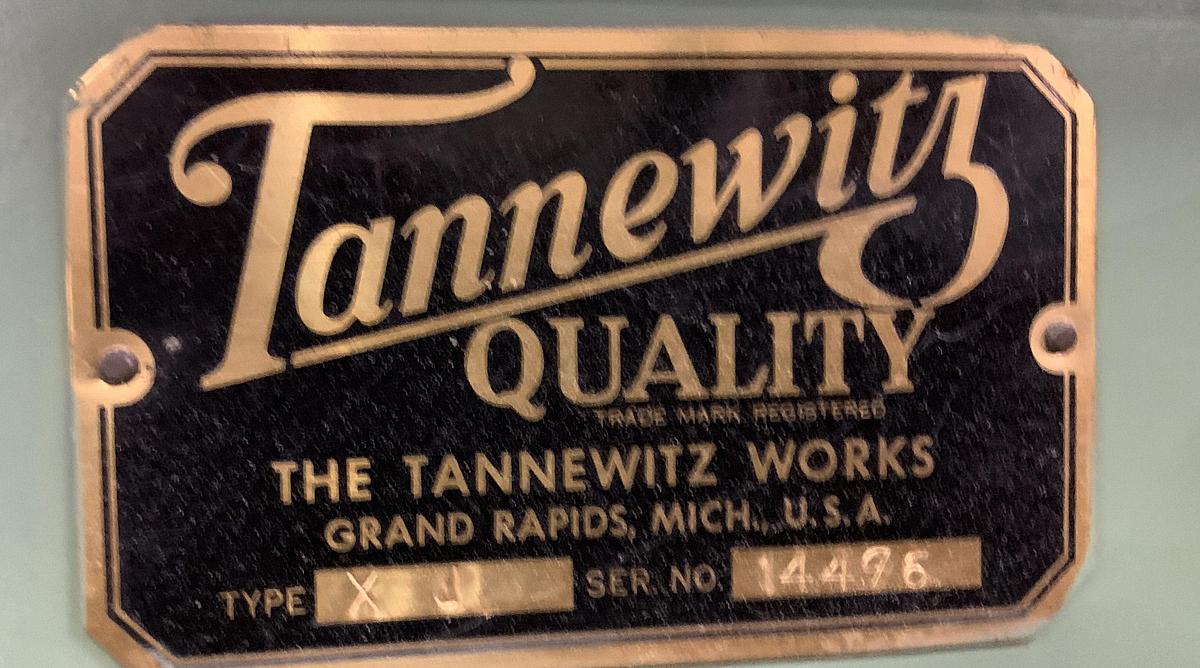 Tannewitz
QUALITY
TRADE MARK REGISTERED
THE TANNEWITZ WORKS
GRAND RAPIDS, MICH., U.S.A.
TYPE X J SER. NO. 14496